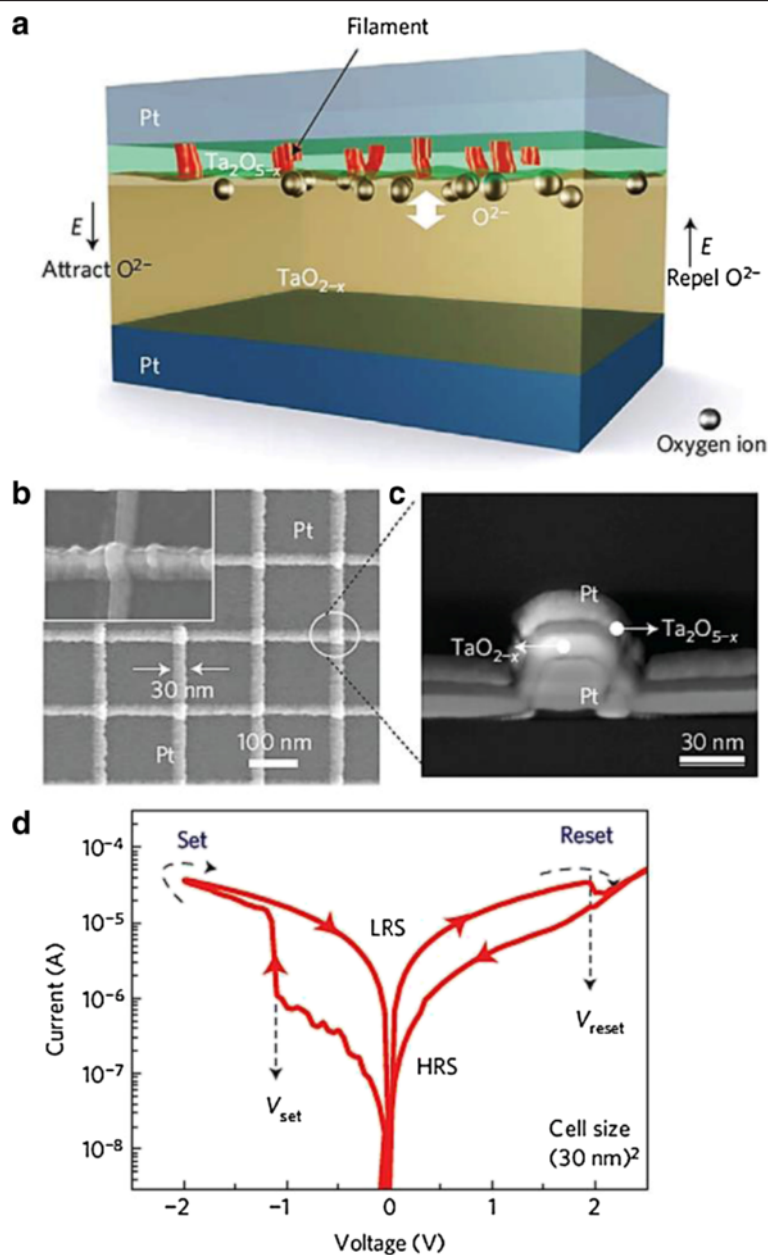 a
Filament
Pt
Ta₂O₅₋ₓ
E
Attract O²⁻
O²⁻
E
Repel O²⁻
TaO₂₋ₓ
Pt
Oxygen ion
b
Pt
30 nm
Pt
100 nm
c
Pt
Ta₂O₅₋ₓ
TaO₂₋ₓ
Pt
30 nm
d
Set
Reset
10⁻⁴
10⁻⁵
10⁻⁶
10⁻⁷
10⁻⁸
Current (A)
LRS
HRS
Vset
Vreset
Cell size
(30 nm)²
−2
−1
0
1
2
Voltage (V)